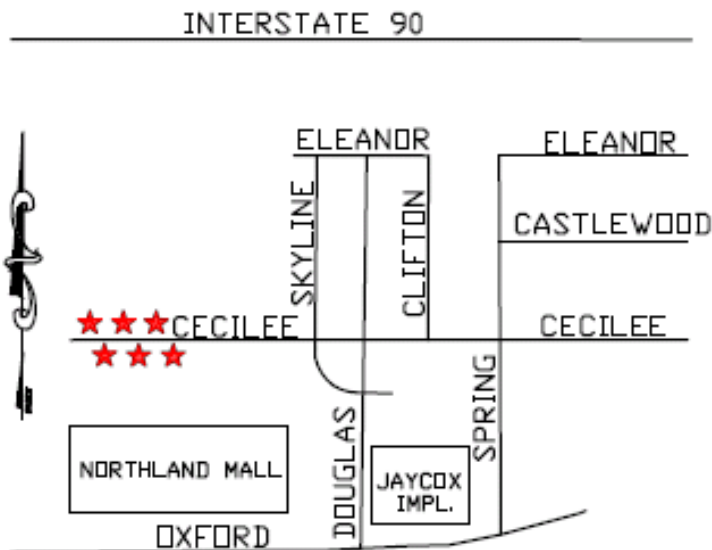 INTERSTATE 90
ELEANOR
ELEANOR
SKYLINE
CLIFTON
CASTLEWOOD
CECILEE
CECILEE
DOUGLAS
SPRING
NORTHLAND MALL
JAYCOX
IMPL.
OXFORD